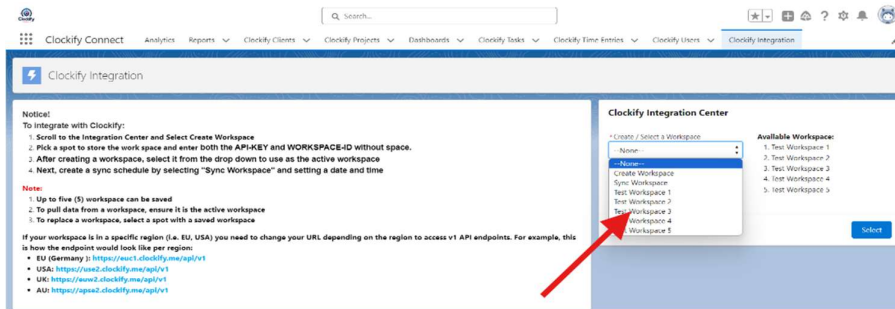 Clockify
Search...
Clockify Connect
Analytics
Reports
Clockify Clients
Clockify Projects
Dashboards
Clockify Tasks
Clockify Time Entries
Clockify Users
Clockify Integration
Clockify Integration
Notice!
To integrate with Clockify:
1. Scroll to the Integration Center and Select Create Workspace
2. Pick a spot to store the work space and enter both the API-KEY and WORKSPACE-ID without space.
3. After creating a workspace, select it from the drop down to use as the active workspace
4. Next, create a sync schedule by selecting "Sync Workspace" and setting a date and time
Note:
1. Up to five (5) workspace can be saved
2. To pull data from a workspace, ensure it is the active workspace
3. To replace a workspace, select a spot with a saved workspace
If your workspace is in a specific region (i.e. EU, USA) you need to change your URL depending on the region to access v1 API endpoints. For example, this
is how the endpoint would look like per region:
• EU (Germany ): https://euc1.clockify.me/api/v1
• USA: https://use2.clockify.me/api/v1
• UK: https://euw2.clockify.me/api/v1
• AU: https://apse2.clockify.me/api/v1
Clockify Integration Center
* Create / Select a Workspace
--None--
--None--
Create Workspace
Sync Workspace
Test Workspace 1
Test Workspace 2
Test Workspace 3
Workspace 4
Workspace 5
Available Workspace:
1. Test Workspace 1
2. Test Workspace 2
3. Test Workspace 3
4. Test Workspace 4
5. Test Workspace 5
Select